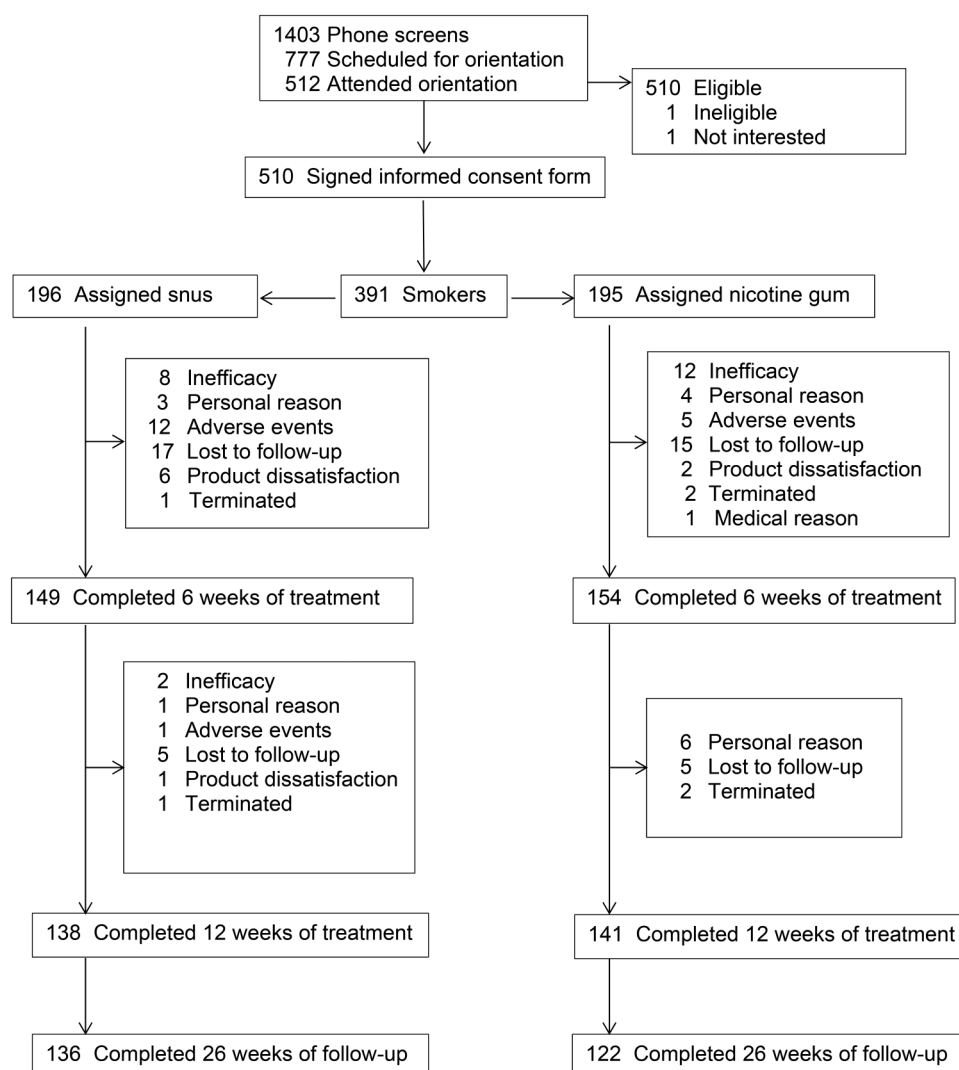 1403 Phone screens
777 Scheduled for orientation
512 Attended orientation
510 Eligible
1 Ineligible
1 Not interested
510 Signed informed consent form
196 Assigned snus
391 Smokers
195 Assigned nicotine gum
8 Inefficacy
3 Personal reason
12 Adverse events
17 Lost to follow-up
6 Product dissatisfaction
1 Terminated
12 Inefficacy
4 Personal reason
5 Adverse events
15 Lost to follow-up
2 Product dissatisfaction
2 Terminated
1 Medical reason
149 Completed 6 weeks of treatment
154 Completed 6 weeks of treatment
2 Inefficacy
1 Personal reason
1 Adverse events
5 Lost to follow-up
1 Product dissatisfaction
1 Terminated
6 Personal reason
5 Lost to follow-up
2 Terminated
138 Completed 12 weeks of treatment
141 Completed 12 weeks of treatment
136 Completed 26 weeks of follow-up
122 Completed 26 weeks of follow-up